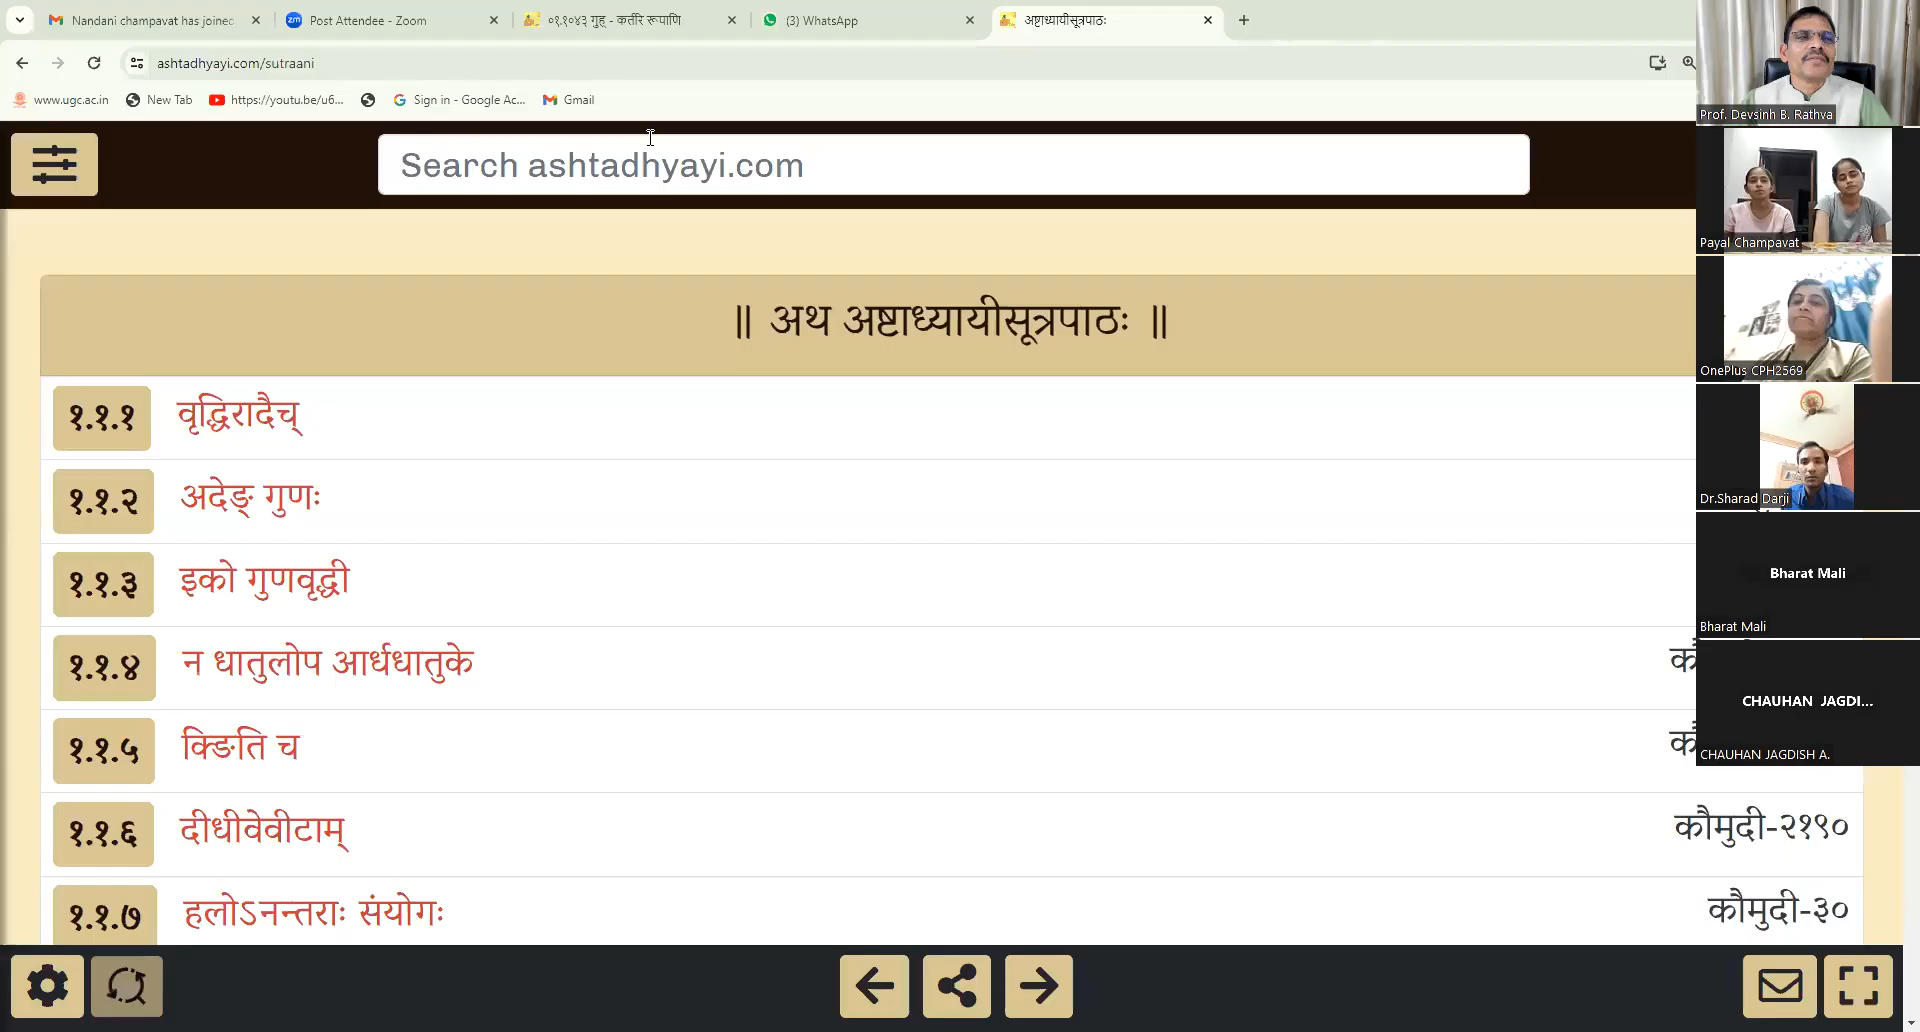 Nandani champavat has joined
Post Attendee - Zoom
०१.१०४३ गुह् - कर्तरि रूपाणि
(3) WhatsApp
अष्टाध्यायीसूत्रपाठः
ashtadhyayi.com/sutraani
www.ugc.ac.in
New Tab
https://youtu.be/u6...
Sign in - Google Ac...
Gmail
Search ashtadhyayi.com
॥ अथ अष्टाध्यायीसूत्रपाठः ॥
१.१.१ वृद्धिरादैच्
१.१.२ अदेङ् गुणः
१.१.३ इको गुणवृद्धी
१.१.४ न धातुलोप आर्धधातुके
१.१.५ क्ङिति च
१.१.६ दीधीवेवीटाम् कौमुदी-२१९०
१.१.७ हलोऽनन्तराः संयोगः कौमुदी-३०
Prof. Devsinh B. Rathva
Payal Champavat
OnePlus CPH2569
Dr.Sharad Darji
Bharat Mali
Bharat Mali
CHAUHAN JAGDI...
CHAUHAN JAGDISH A.